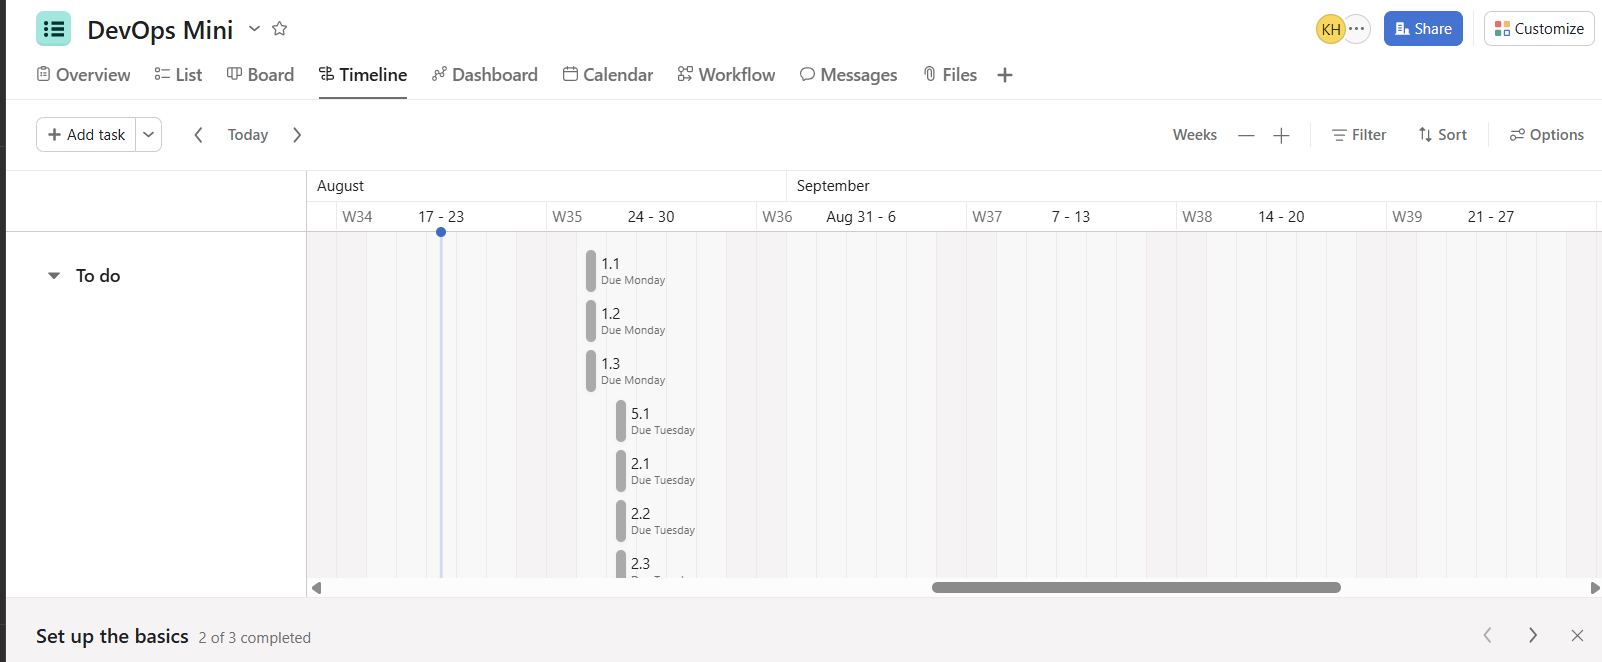 DevOps Mini
KH
Share
Customize
Overview
List
Board
Timeline
Dashboard
Calendar
Workflow
Messages
Files
Add task
Today
Weeks
Filter
Sort
Options
August
September
W34 17 - 23
W35 24 - 30
W36 Aug 31 - 6
W37 7 - 13
W38 14 - 20
W39 21 - 27
To do
1.1
Due Monday
1.2
Due Monday
1.3
Due Monday
5.1
Due Tuesday
2.1
Due Tuesday
2.2
Due Tuesday
2.3
Set up the basics 2 of 3 completed